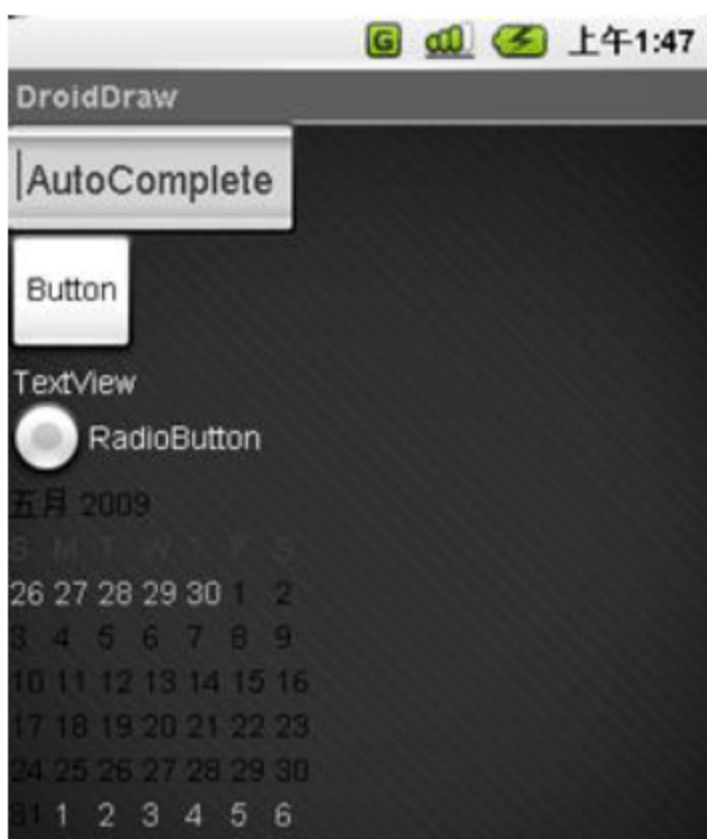 G 上午1:47
DroidDraw
AutoComplete
Button
TextView
RadioButton
五月 2009
S M T W T F S
26 27 28 29 30 1 2
3 4 5 6 7 8 9
10 11 12 13 14 15 16
17 18 19 20 21 22 23
24 25 26 27 28 29 30
31 1 2 3 4 5 6